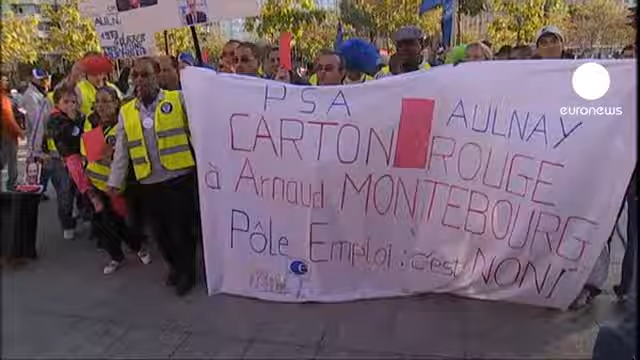 euronews
PSA AULNAY
CARTON ROUGE
à Arnaud MONTEBOURG
Pôle Emploi : c'est NON!